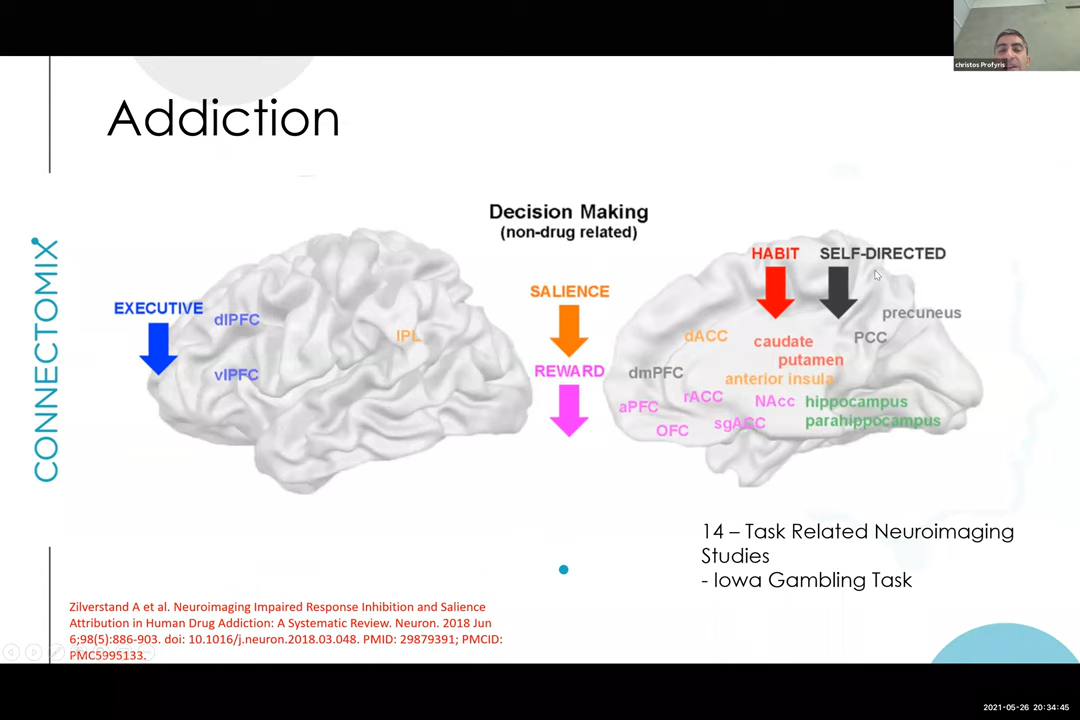 christos Profyris
Addiction
CONNECTOMIX
Decision Making
(non-drug related)
EXECUTIVE
dlPFC
vlPFC
IPL
SALIENCE
REWARD
HABIT
SELF-DIRECTED
precuneus
dACC
PCC
caudate
putamen
dmPFC
anterior insula
rACC
aPFC
NAcc
hippocampus
OFC
sgACC
parahippocampus
14 – Task Related Neuroimaging
Studies
- Iowa Gambling Task
Zilverstand A et al. Neuroimaging Impaired Response Inhibition and Salience
Attribution in Human Drug Addiction: A Systematic Review. Neuron. 2018 Jun
6;98(5):886-903. doi: 10.1016/j.neuron.2018.03.048. PMID: 29879391; PMCID:
PMC5995133.
2021-05-26 20:34:45